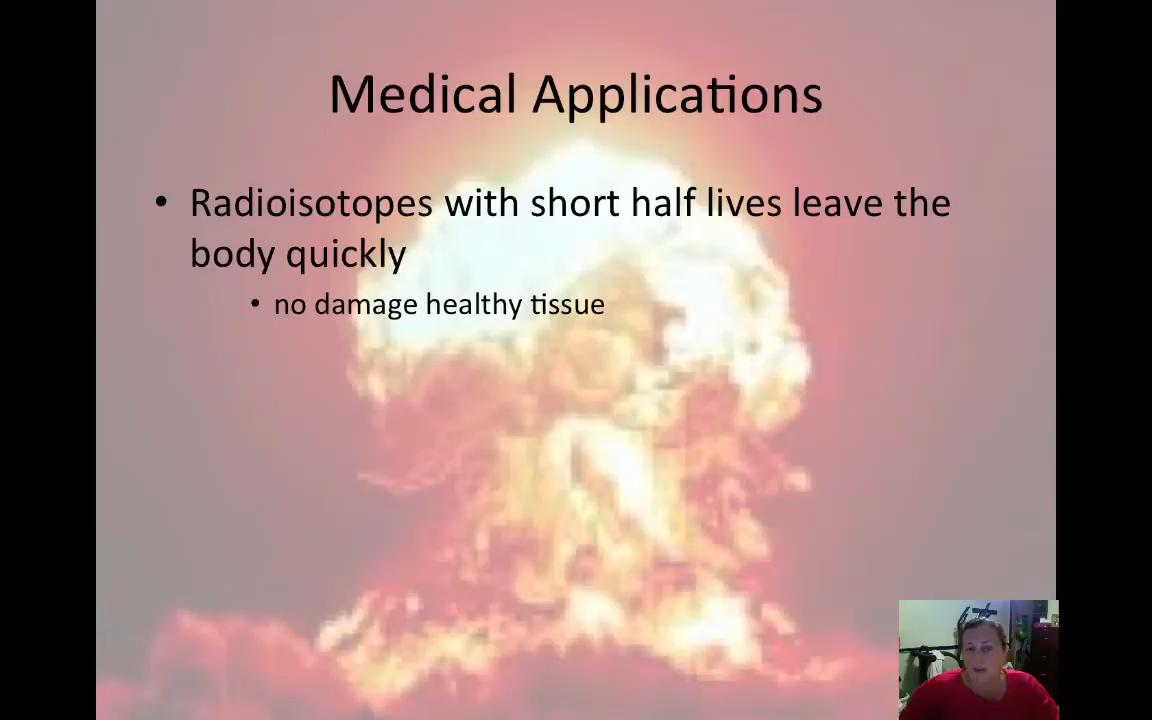 Medical Applications
• Radioisotopes with short half lives leave the
body quickly
• no damage healthy tissue